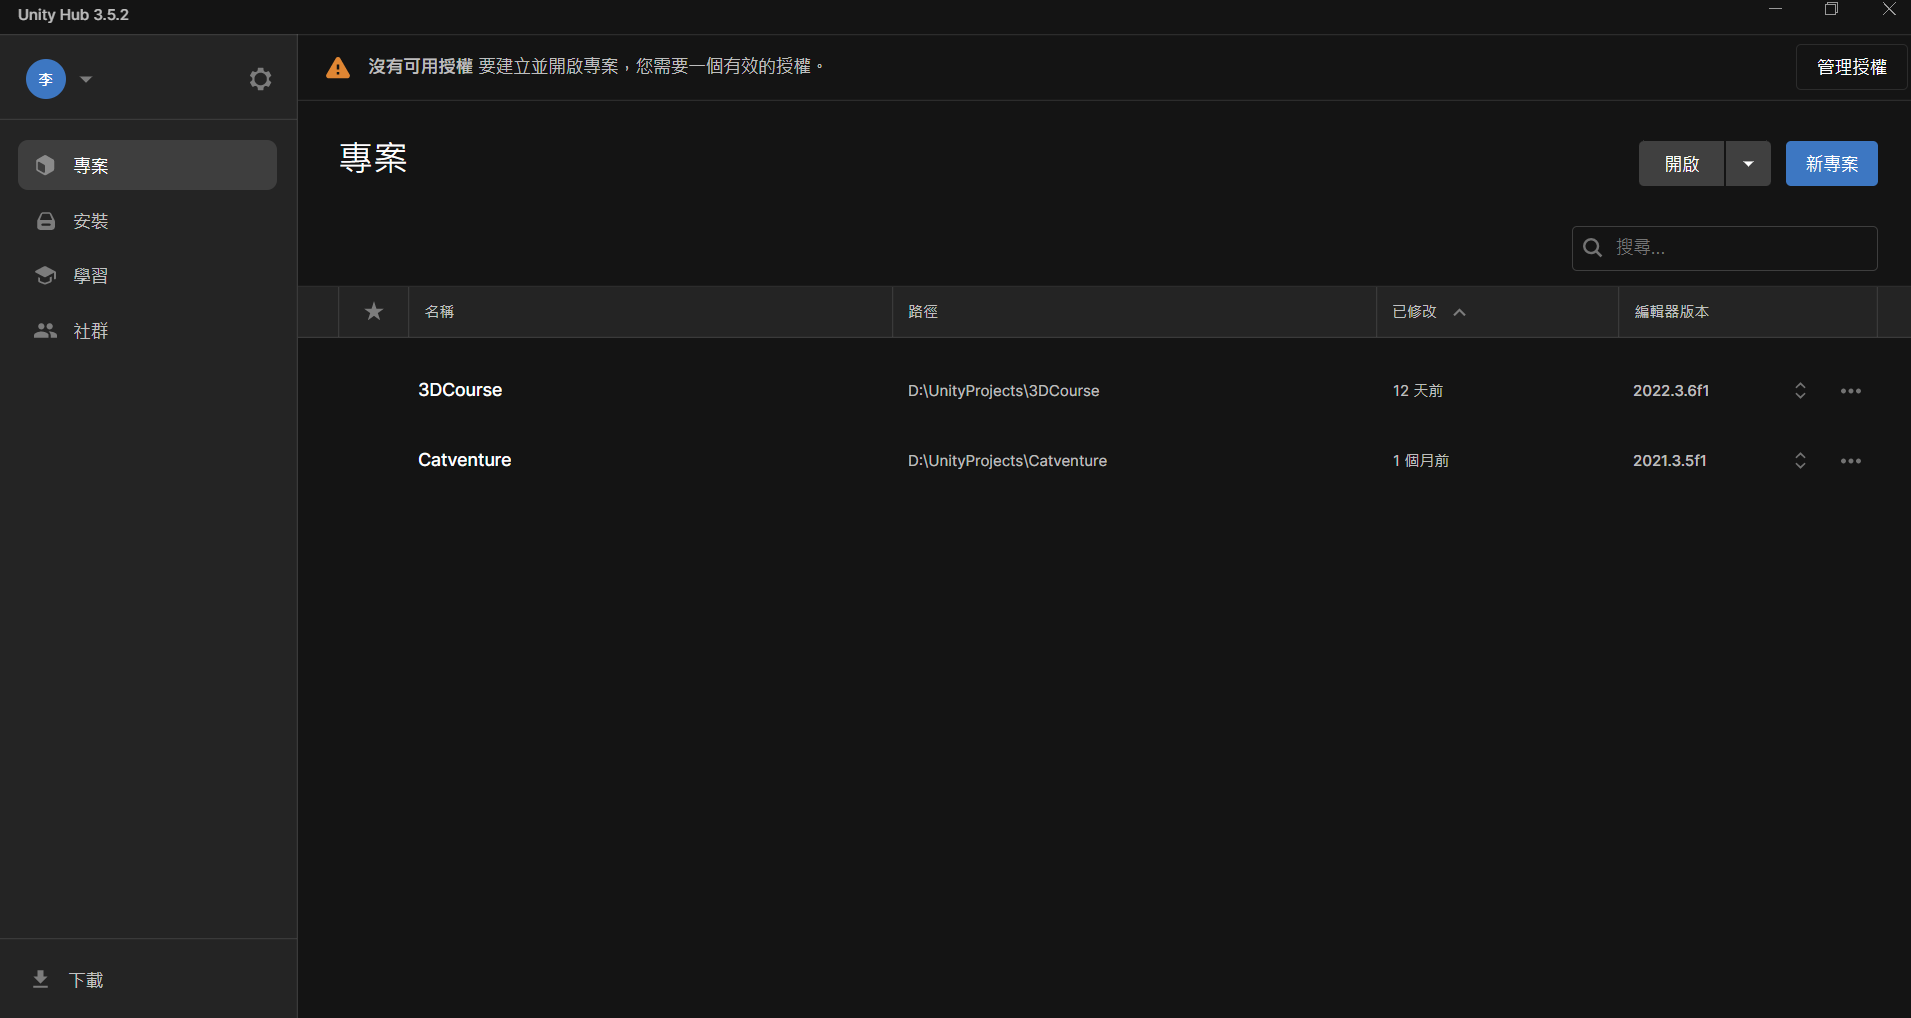 Unity Hub 3.5.2
李
沒有可用授權 要建立並開啟專案，您需要一個有效的授權。
管理授權
專案
安裝
學習
社群
下載
專案
開啟
新專案
搜尋...
名稱
路徑
已修改
編輯器版本
3DCourse
D:\UnityProjects\3DCourse
12 天前
2022.3.6f1
Catventure
D:\UnityProjects\Catventure
1 個月前
2021.3.5f1